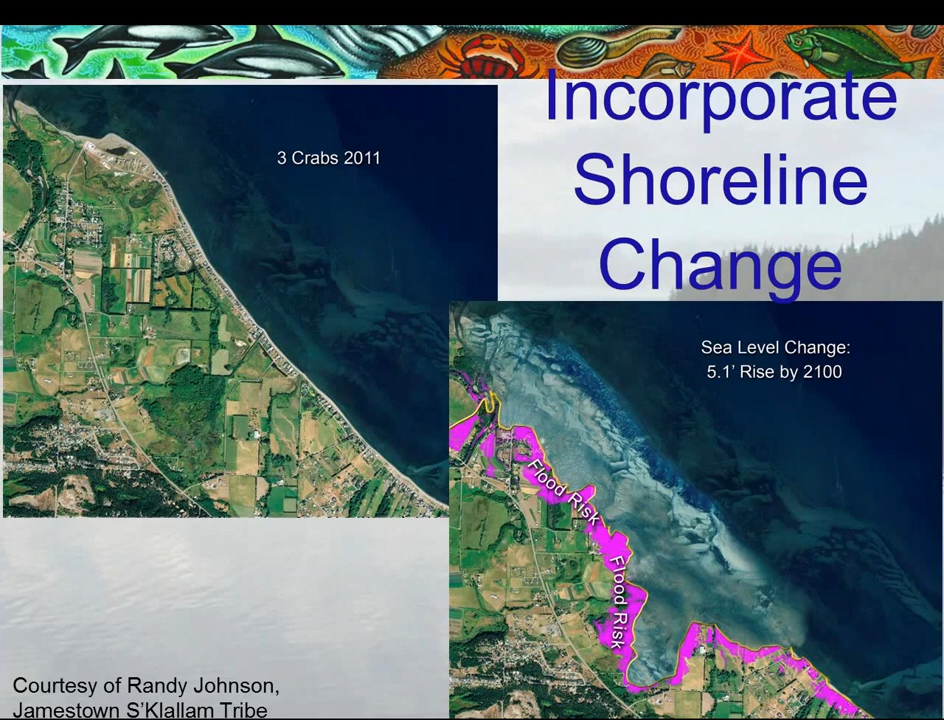 Incorporate
Shoreline
Change
3 Crabs 2011
Sea Level Change:
5.1' Rise by 2100
Flood Risk
Flood Risk
Courtesy of Randy Johnson,
Jamestown S'Klallam Tribe